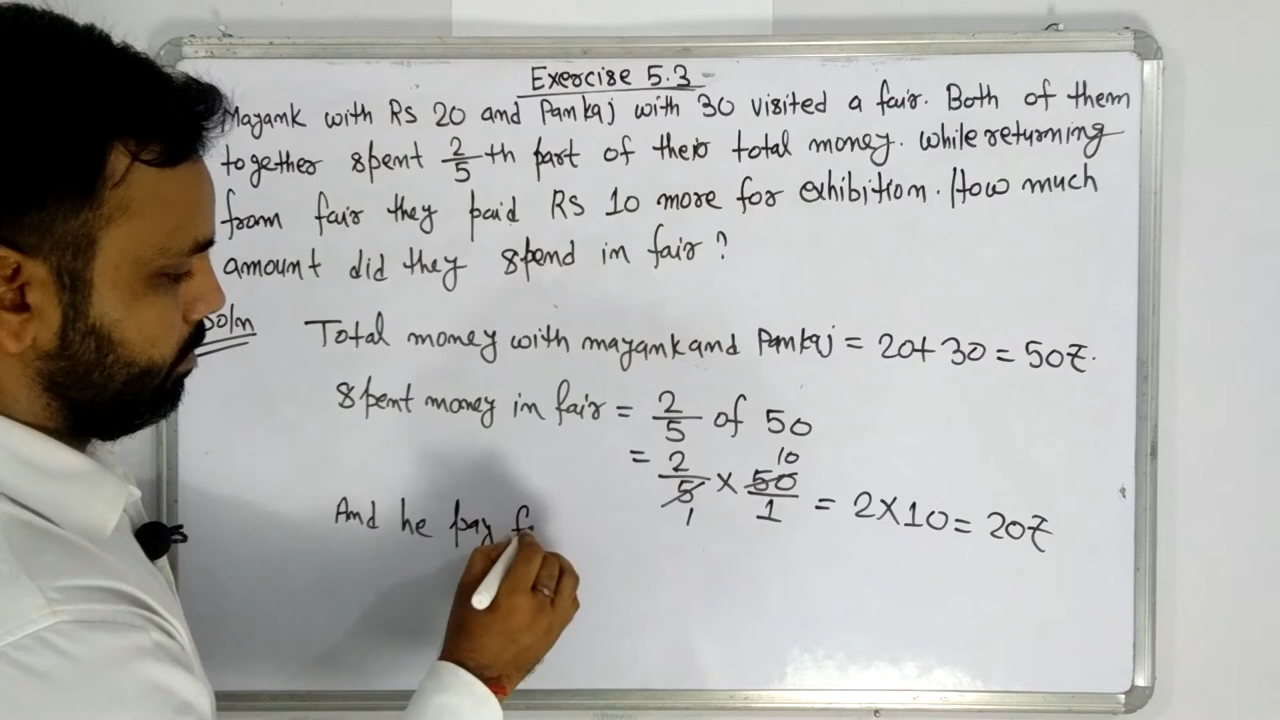 Exercise 5.3
Mayank with Rs 20 and Pankaj with 30 visited a fair. Both of them
together spent 2/5 th part of their total money. while returning
from fair they paid RS 10 more for exhibition. How much
amount did they spend in fair?
Soln
Total money with mayank and Pankaj = 20+30=50₹.
Spent money in fair = 2/5 of 50
= 2/5 × 50/1 = 2×10=20₹
10
1
And he pay f